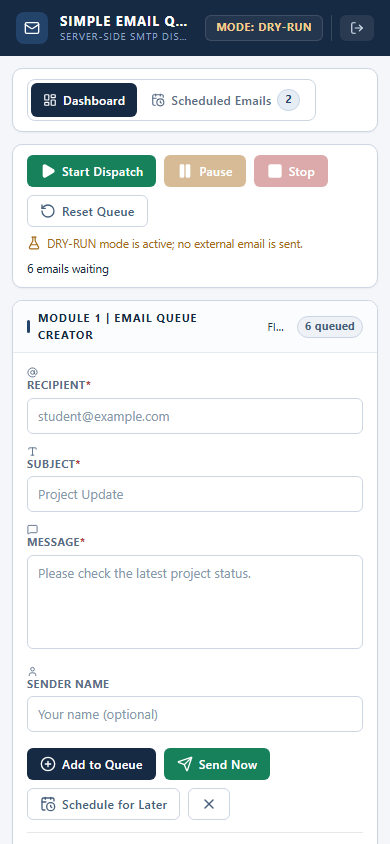 SIMPLE EMAIL Q...
SERVER-SIDE SMTP DIS...
MODE: DRY-RUN
Dashboard
Scheduled Emails 2
Start Dispatch
Pause
Stop
Reset Queue
DRY-RUN mode is active; no external email is sent.
6 emails waiting
MODULE 1 | EMAIL QUEUE
CREATOR
FI...
6 queued
RECIPIENT*
student@example.com
SUBJECT*
Project Update
MESSAGE*
Please check the latest project status.
SENDER NAME
Your name (optional)
Add to Queue
Send Now
Schedule for Later